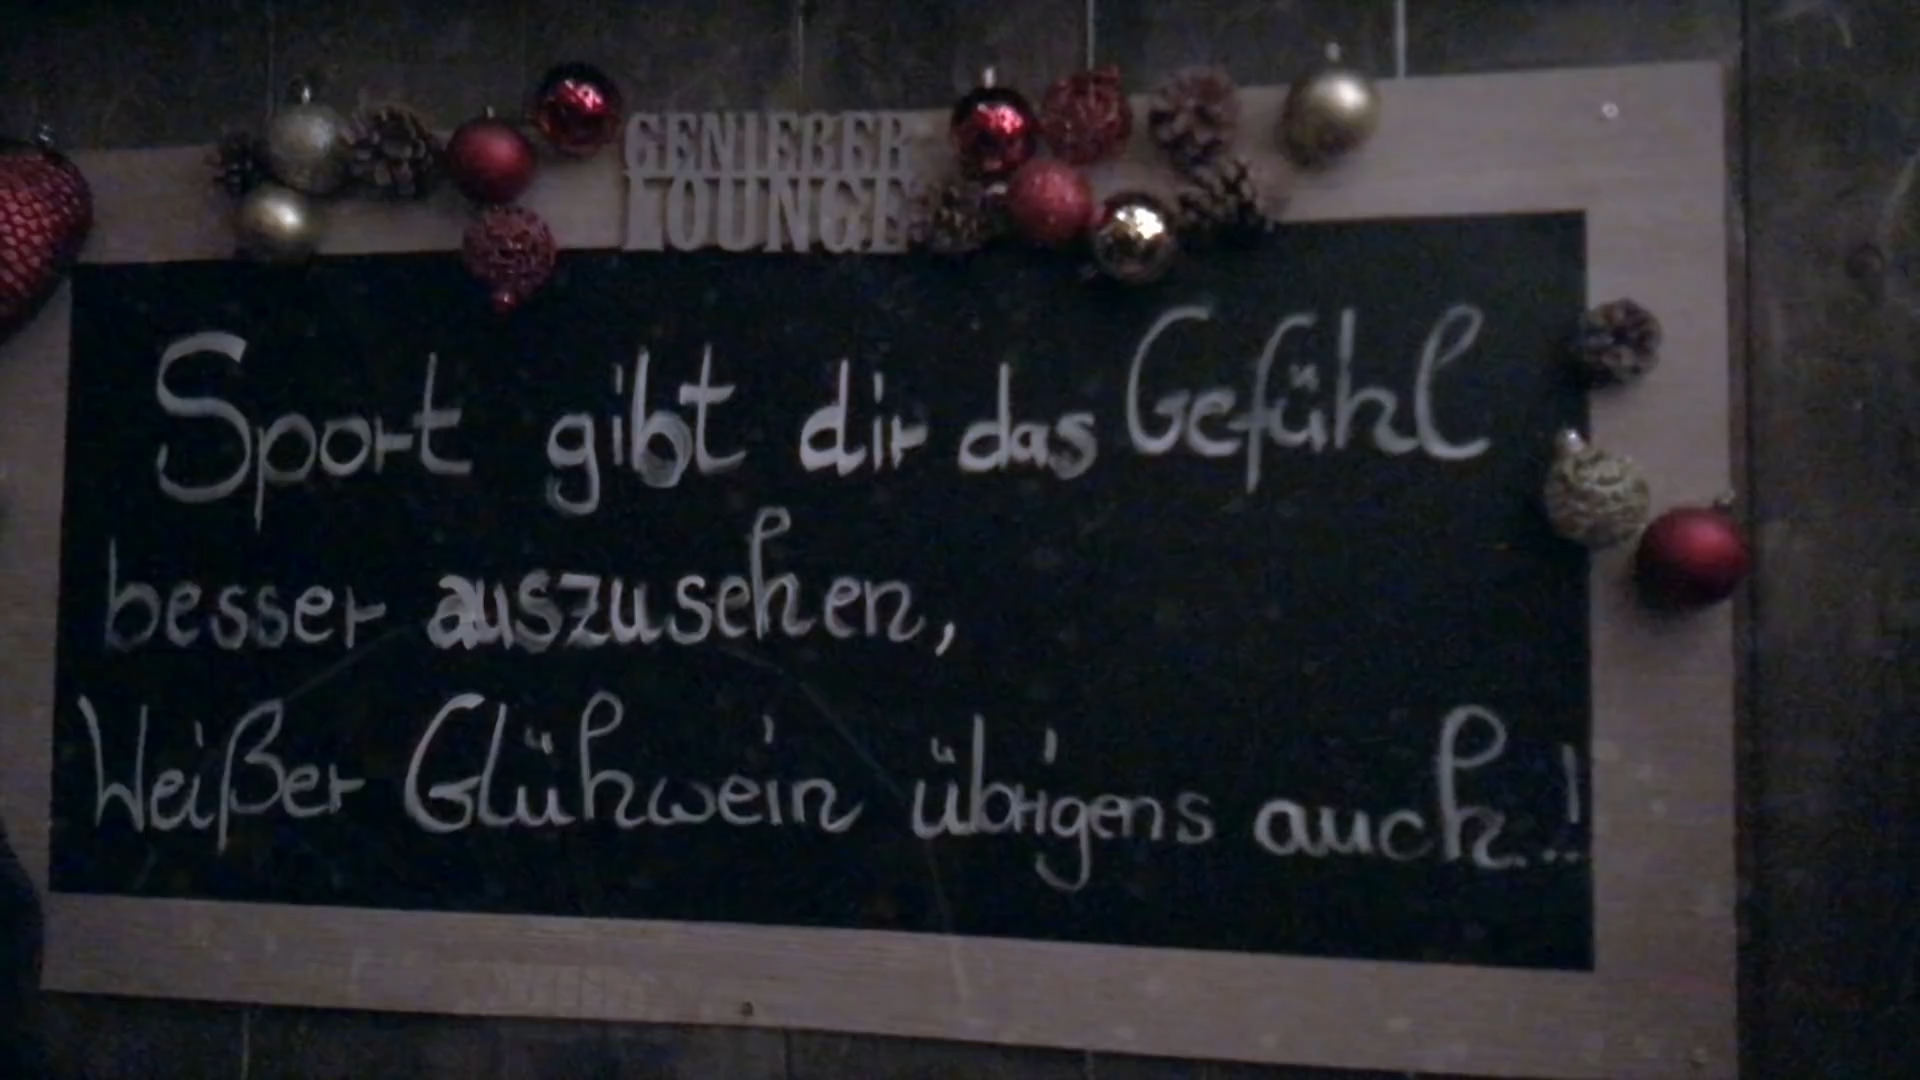 GENIEßER
LOUNGE
Sport gibt dir das Gefühl
besser auszusehen,
Weißer Glühwein übrigens auch..!